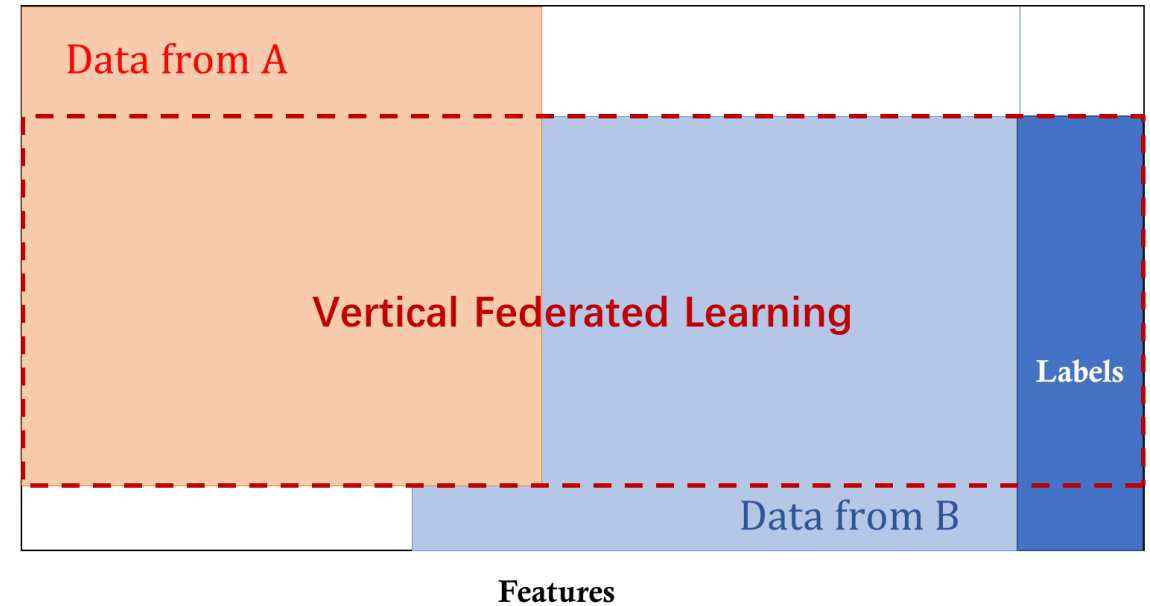 Data from A
Vertical Federated Learning
Labels
Data from B
Features